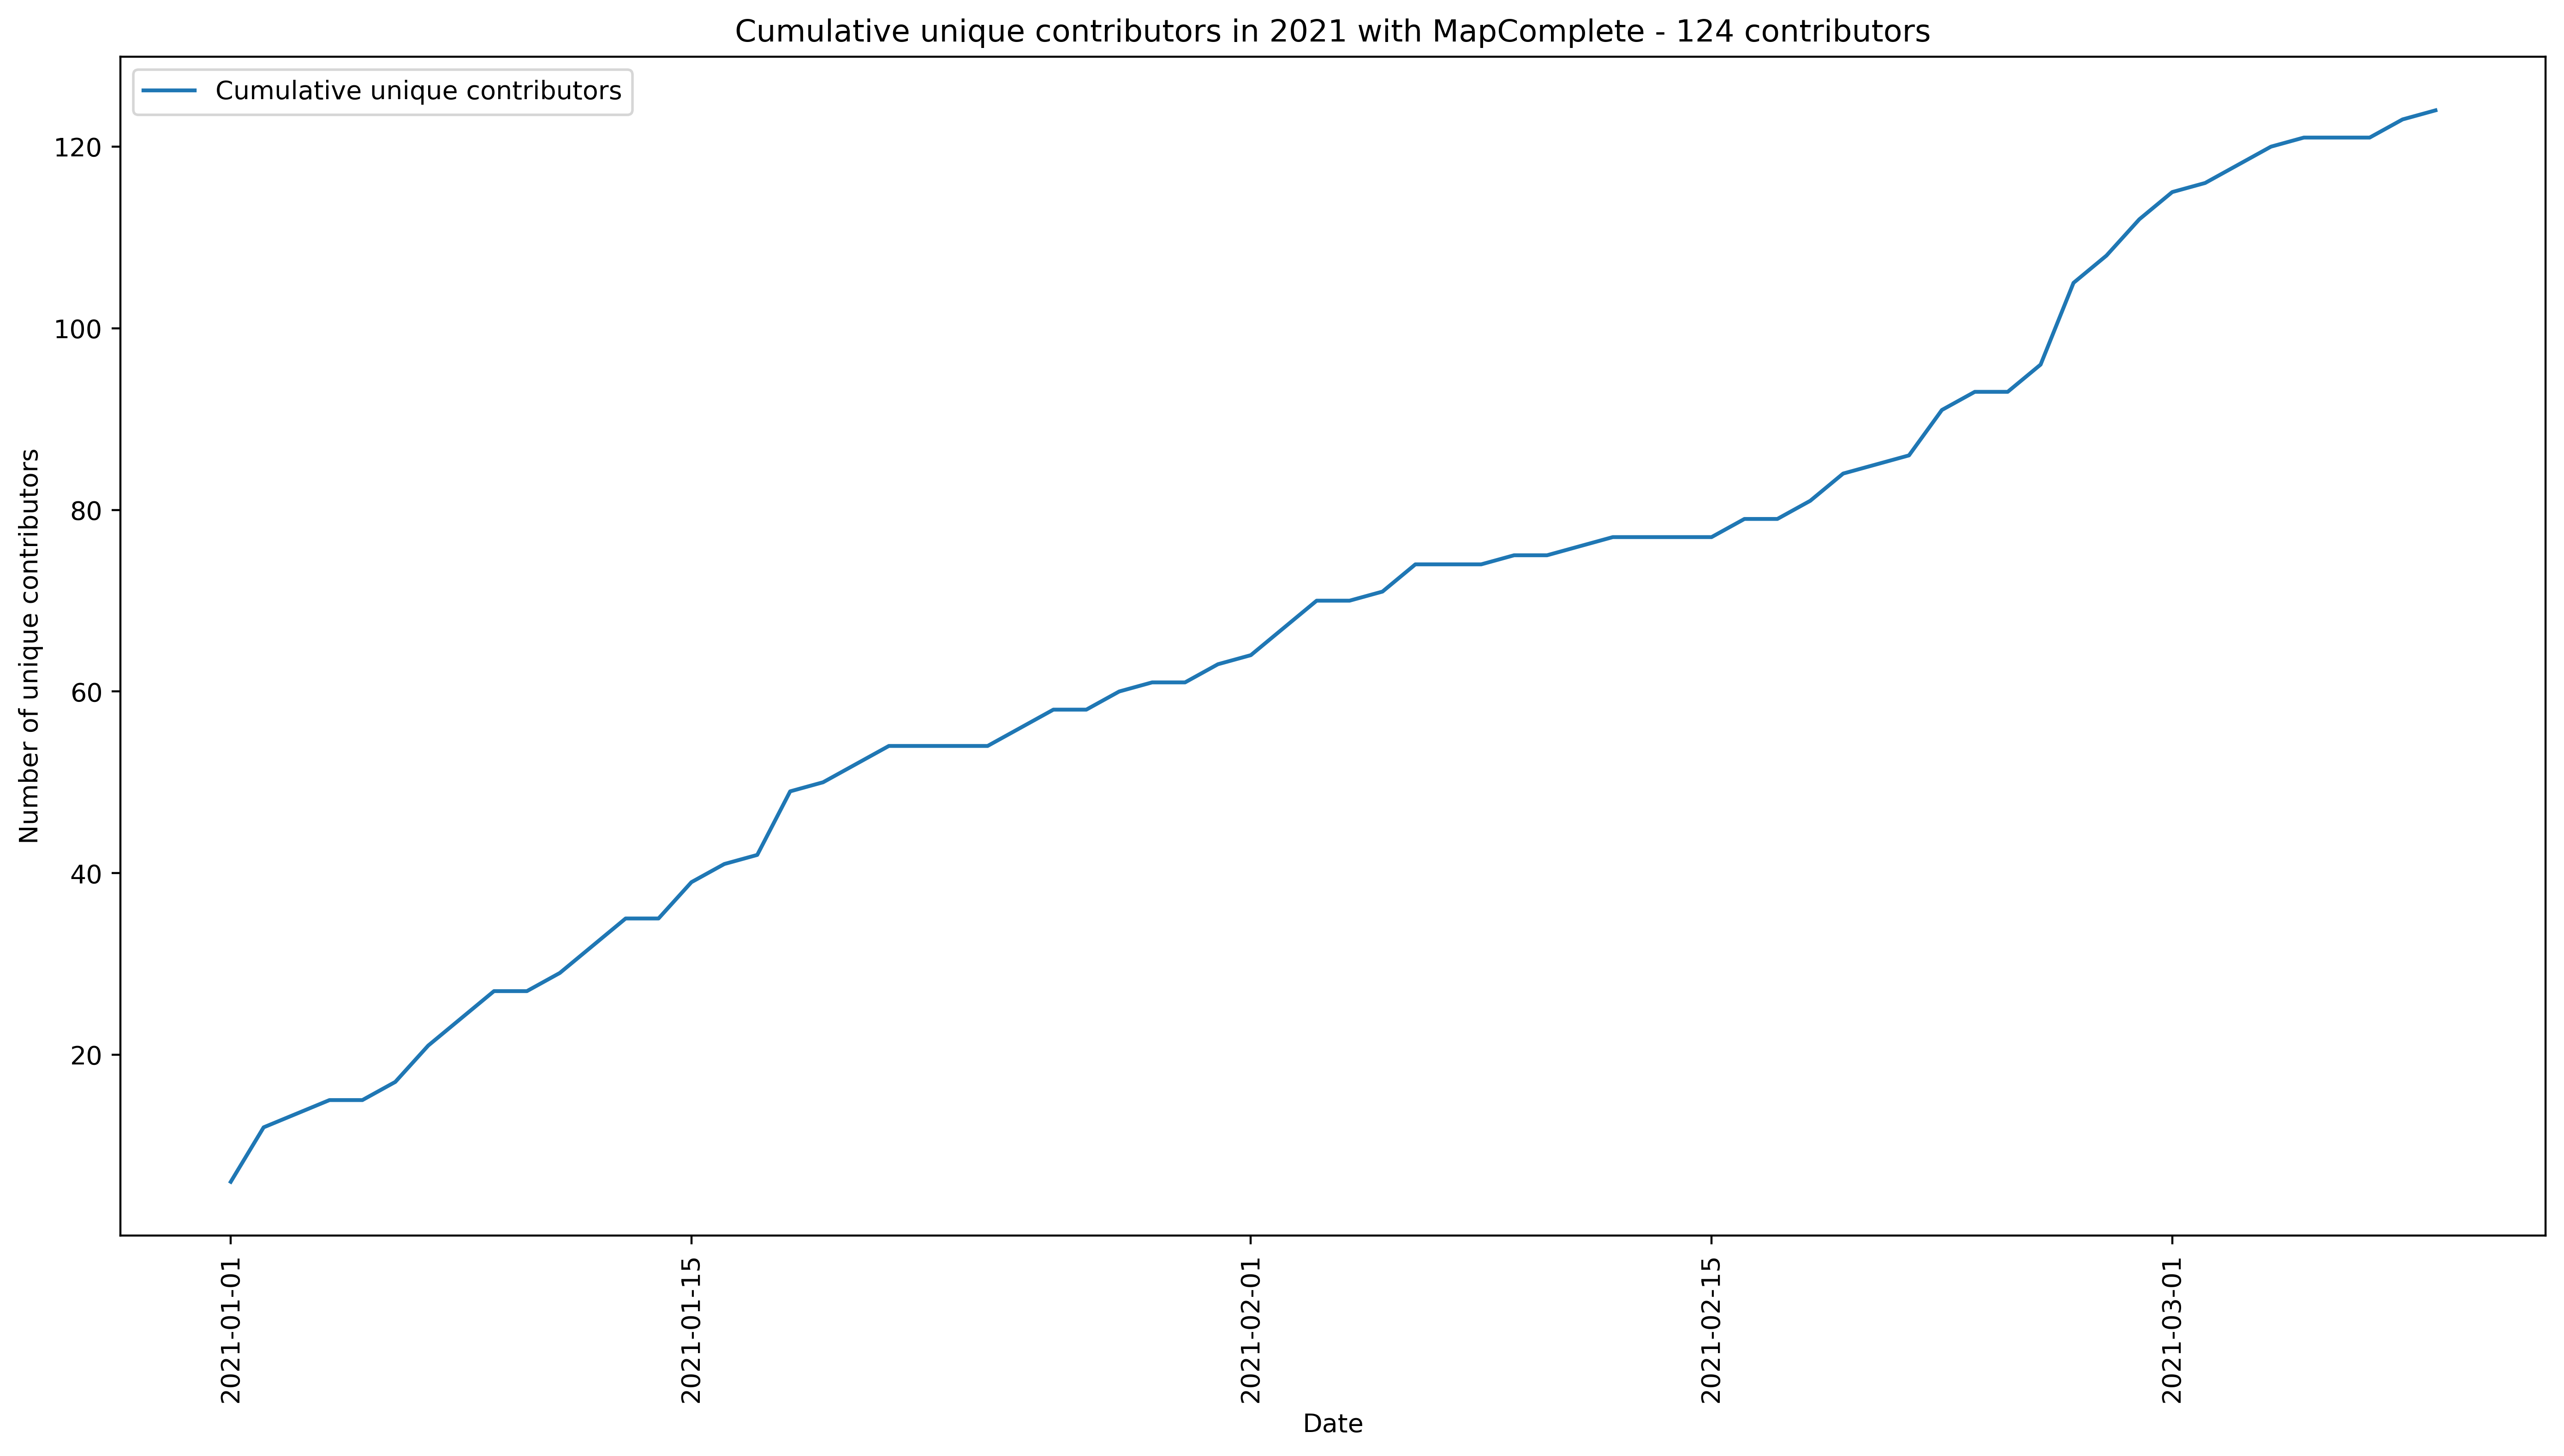 Cumulative unique contributors in 2021 with MapComplete - 124 contributors
Cumulative unique contributors
120
100
80
60
40
20
Number of unique contributors
2021-01-01
2021-01-15
2021-02-01
2021-02-15
2021-03-01
Date